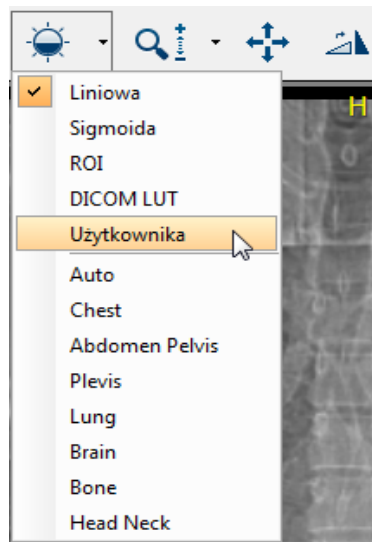 H
Liniowa
Sigmoida
ROI
DICOM LUT
Użytkownika
Auto
Chest
Abdomen Pelvis
Plevis
Lung
Brain
Bone
Head Neck